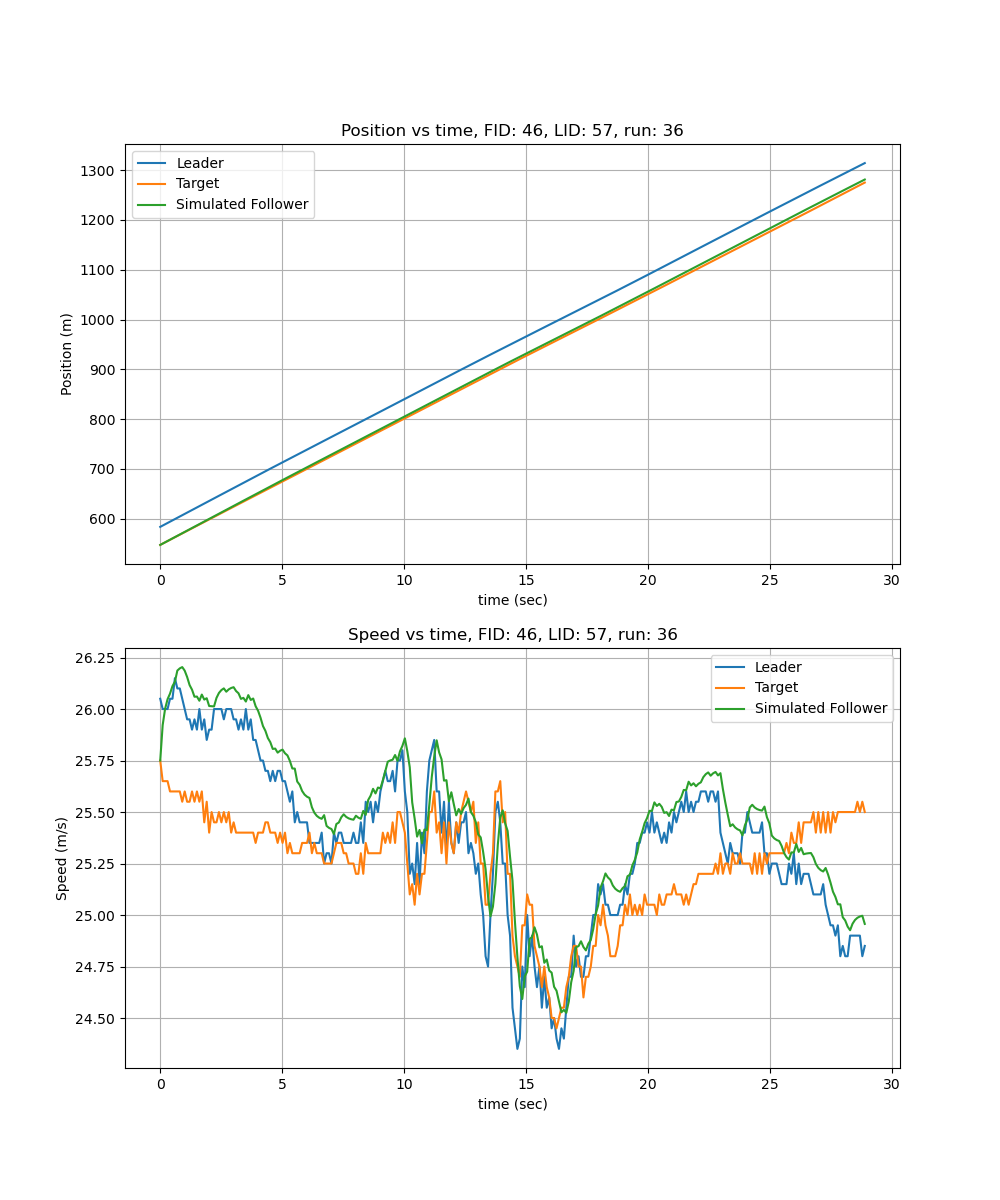 Position vs time, FID: 46, LID: 57, run: 36
Leader
Target
Simulated Follower
1300
1200
1100
1000
900
800
700
600
Position (m)
0 5 10 15 20 25 30
time (sec)
Speed vs time, FID: 46, LID: 57, run: 36
Leader
Target
Simulated Follower
26.25
26.00
25.75
25.50
25.25
25.00
24.75
24.50
Speed (m/s)
0 5 10 15 20 25 30
time (sec)